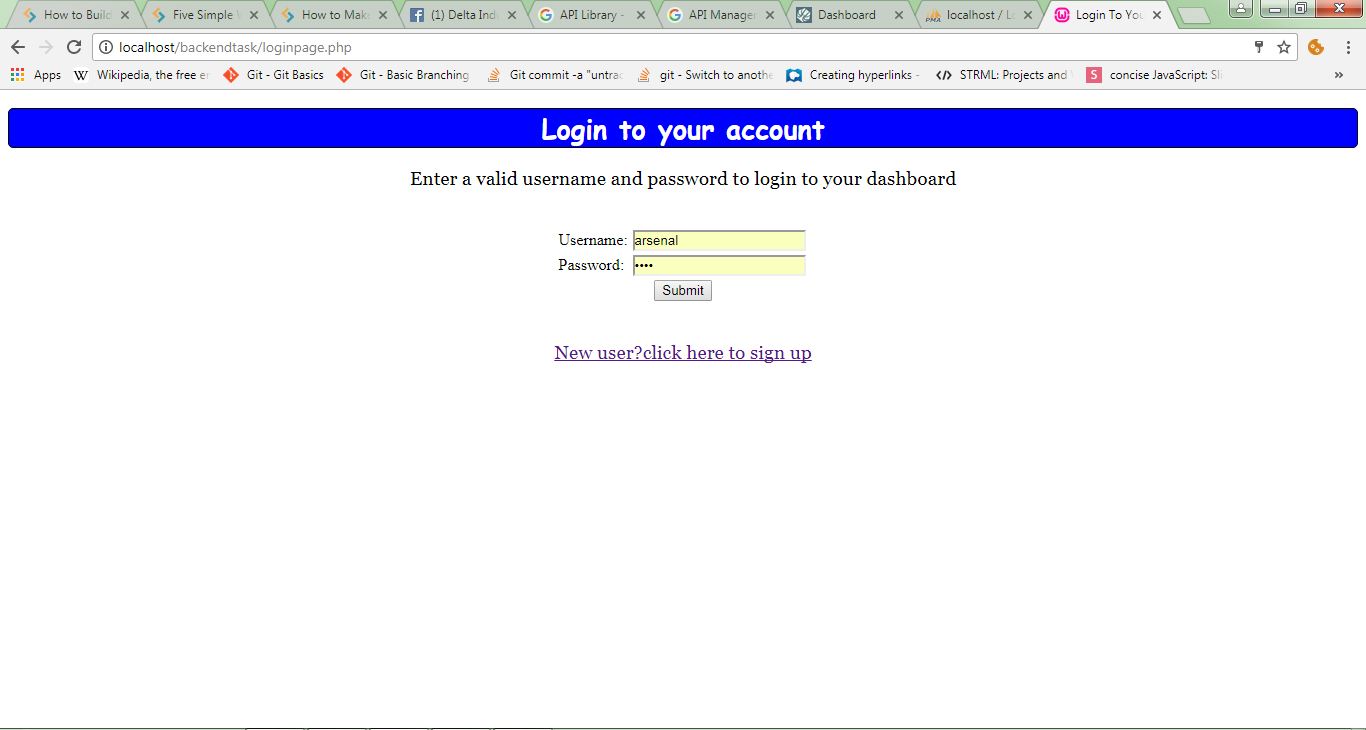 How to Build
Five Simple
How to Make
(1) Delta Ind
API Library -
API Manager
Dashboard
localhost / Lo
Login To You
localhost/backendtask/loginpage.php
Apps
Wikipedia, the free en
Git - Git Basics
Git - Basic Branching
Git commit -a "untrac
git - Switch to anothe
Creating hyperlinks -
STRML: Projects and
concise JavaScript: Sli
»
Login to your account
Enter a valid username and password to login to your dashboard
Username: arsenal
Password: ••••
Submit
New user?click here to sign up